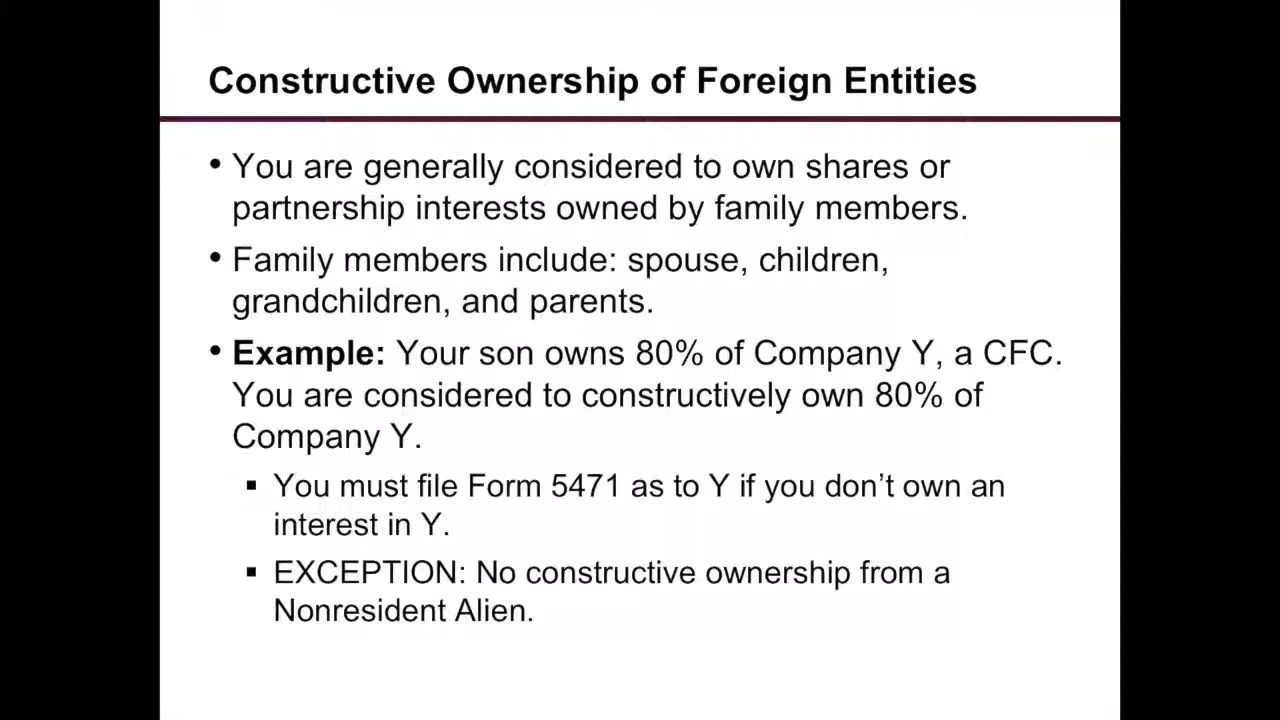 Constructive Ownership of Foreign Entities
• You are generally considered to own shares or
partnership interests owned by family members.
• Family members include: spouse, children,
grandchildren, and parents.
• Example: Your son owns 80% of Company Y, a CFC.
You are considered to constructively own 80% of
Company Y.
▪ You must file Form 5471 as to Y if you don’t own an
interest in Y.
▪ EXCEPTION: No constructive ownership from a
Nonresident Alien.